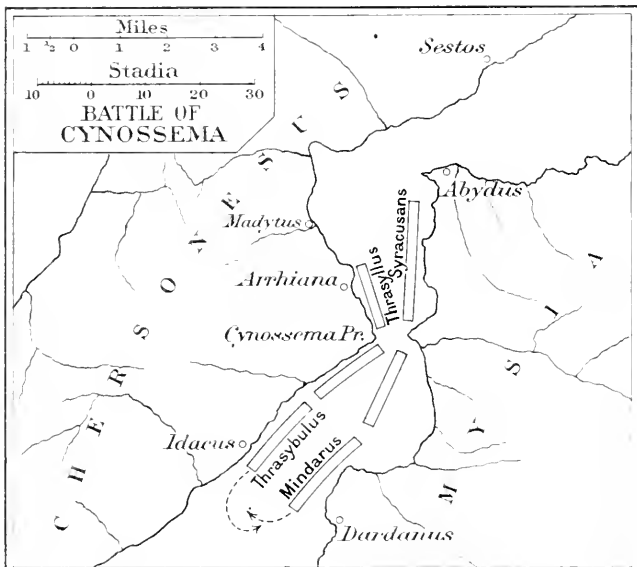 Miles
1 ½ 0 1 2 3 4
Stadia
10 0 10 20 30
BATTLE OF
CYNOSSEMA
Sestos
Abydus
CHERSONESUS
Madytus
Arrhiana
Thrasyllus
Syracusans
Cynossema Pr.
MYSIA
Idacus
Thrasybulus
Mindarus
Dardanus